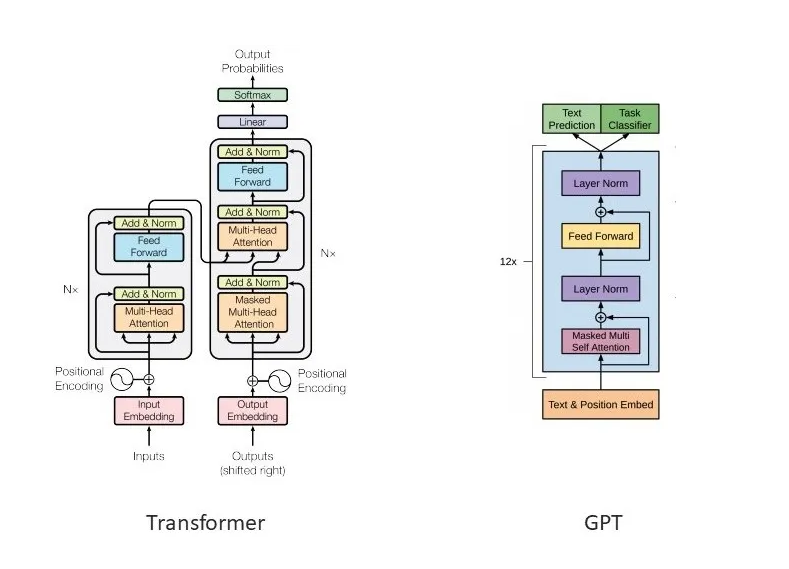 Output
Probabilities
Softmax
Linear
Add & Norm
Feed
Forward
Add & Norm
Multi-Head
Attention
Add & Norm
Masked
Multi-Head
Attention
Nx
Add & Norm
Feed
Forward
Add & Norm
Multi-Head
Attention
Nx
Positional
Encoding
Positional
Encoding
Input
Embedding
Output
Embedding
Inputs
Outputs
(shifted right)
Transformer
Text
Prediction
Task
Classifier
Layer Norm
Feed Forward
12x
Layer Norm
Masked Multi
Self Attention
Text & Position Embed
GPT